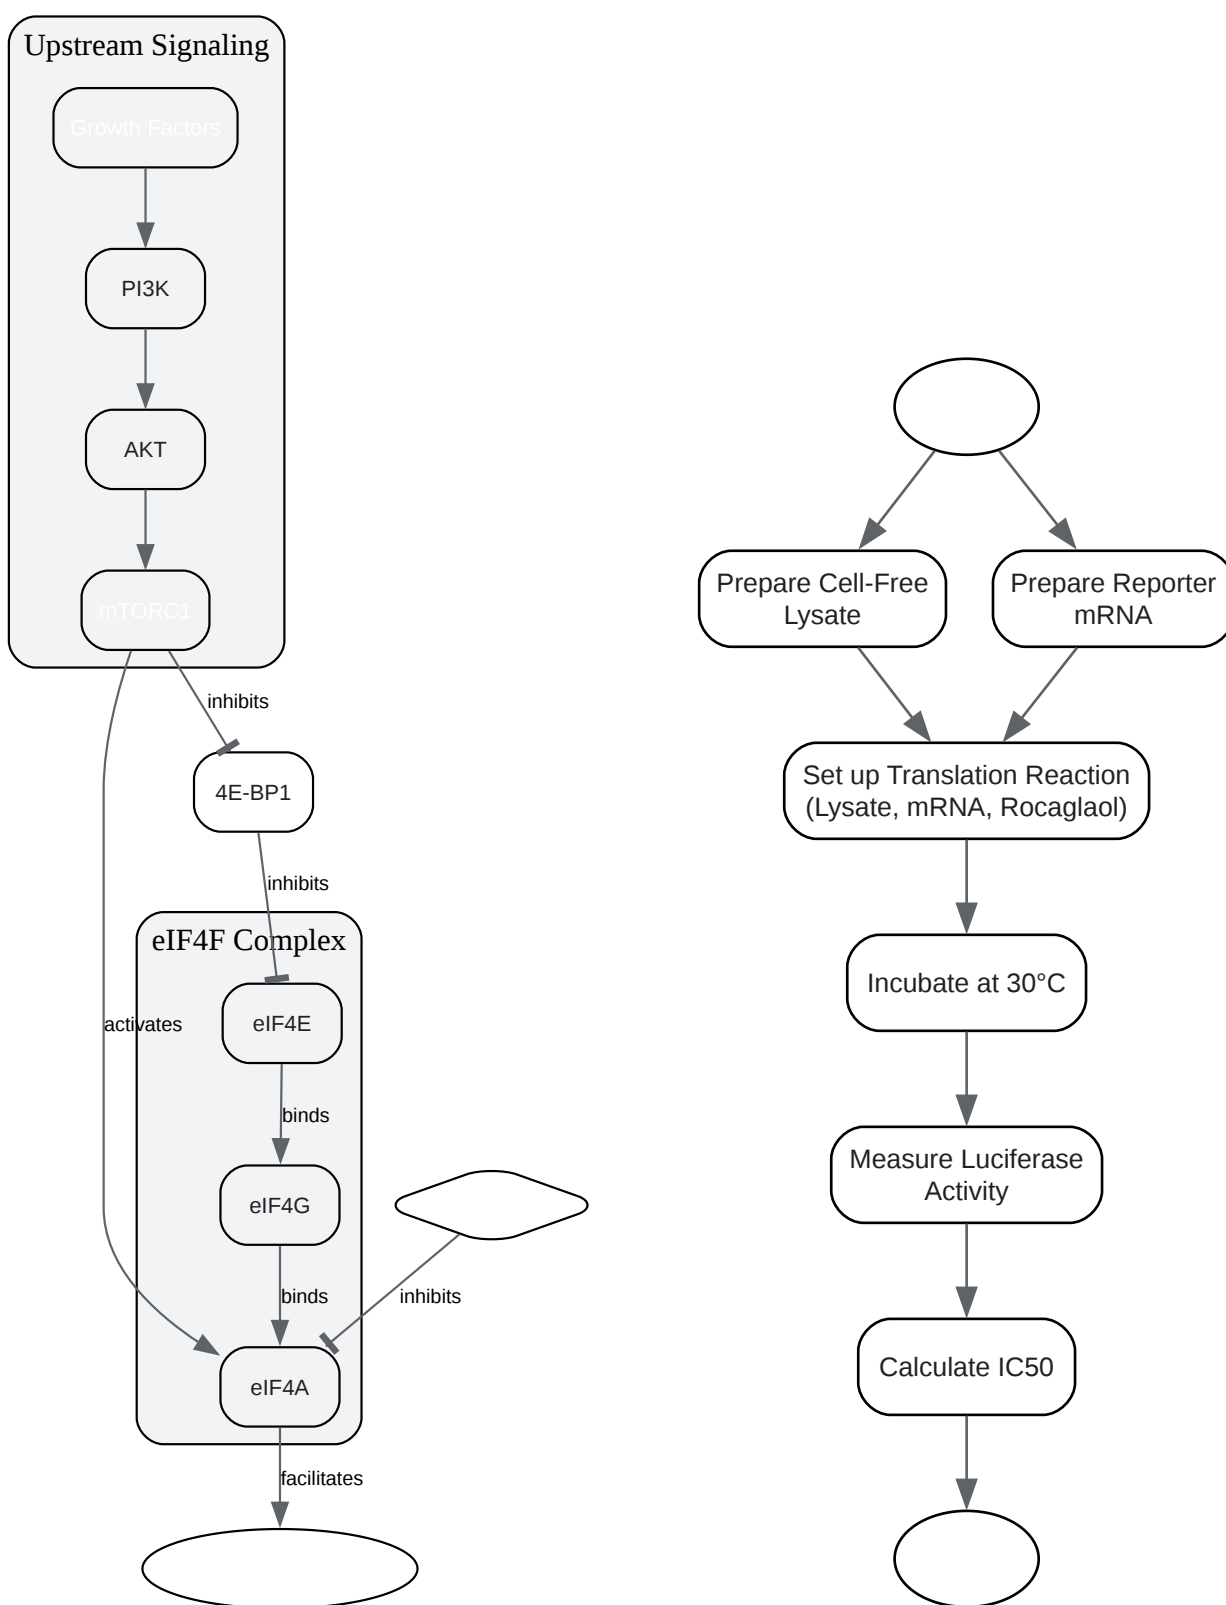 Upstream Signaling
Growth Factors
PI3K
AKT
mTORC1
inhibits
4E-BP1
inhibits
eIF4F Complex
eIF4E
activates
binds
eIF4G
binds
inhibits
eIF4A
facilitates
Prepare Cell-Free
Lysate
Prepare Reporter
mRNA
Set up Translation Reaction
(Lysate, mRNA, Rocaglaol)
Incubate at 30°C
Measure Luciferase
Activity
Calculate IC50